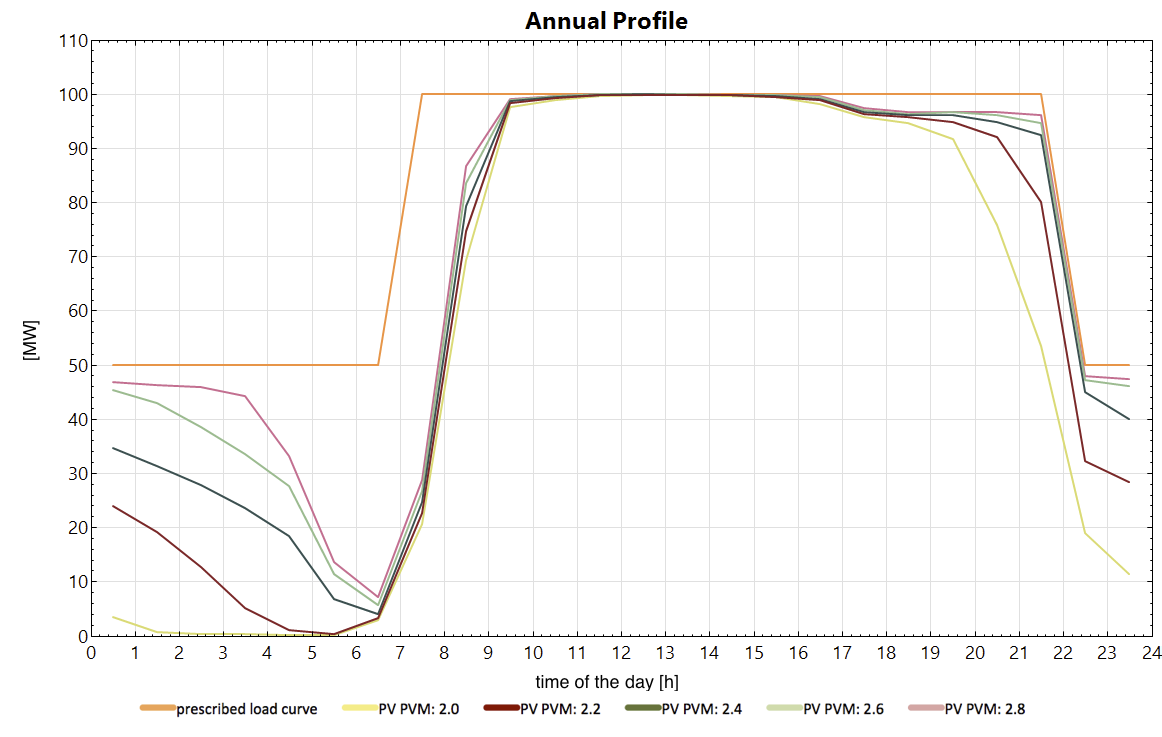 Annual Profile
110
100
90
80
70
60
50
40
30
20
10
0
[MW]
0 1 2 3 4 5 6 7 8 9 10 11 12 13 14 15 16 17 18 19 20 21 22 23 24
time of the day [h]
prescribed load curve PV PVM: 2.0 PV PVM: 2.2 PV PVM: 2.4 PV PVM: 2.6 PV PVM: 2.8